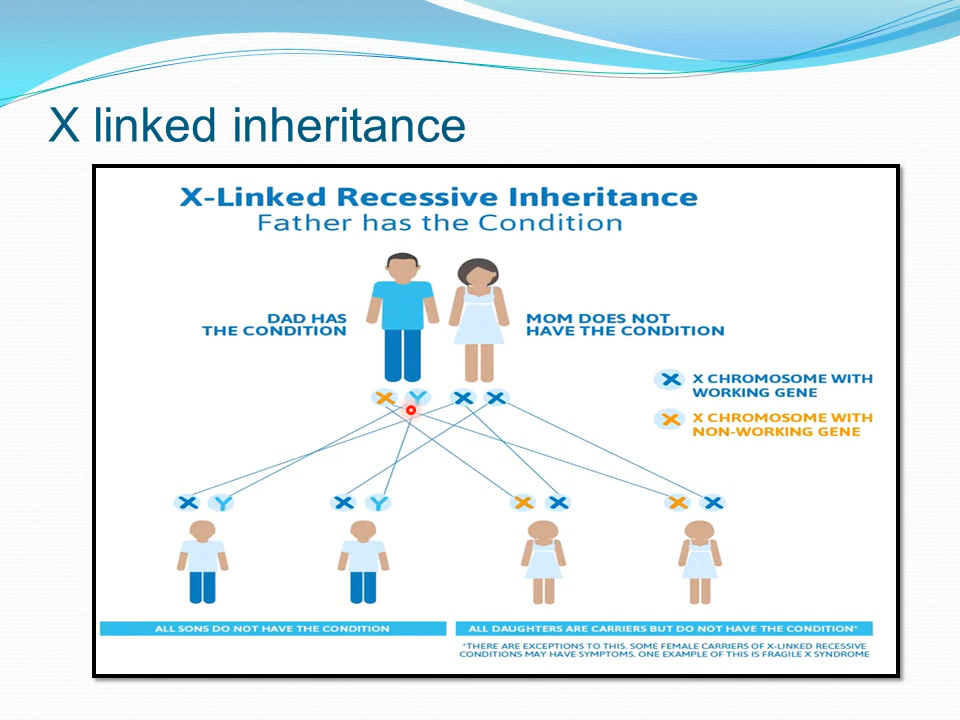 X linked inheritance
X-Linked Recessive Inheritance
Father has the Condition
DAD HAS
THE CONDITION
MOM DOES NOT
HAVE THE CONDITION
X CHROMOSOME WITH
WORKING GENE
X CHROMOSOME WITH
NON-WORKING GENE
X Y X X
X Y X Y X X X X
ALL SONS DO NOT HAVE THE CONDITION
ALL DAUGHTERS ARE CARRIERS BUT DO NOT HAVE THE CONDITION*
*THERE ARE EXCEPTIONS TO THIS. SOME FEMALE CARRIERS OF X-LINKED RECESSIVE
CONDITIONS MAY HAVE SYMPTOMS. ONE EXAMPLE OF THIS IS FRAGILE X SYNDROME